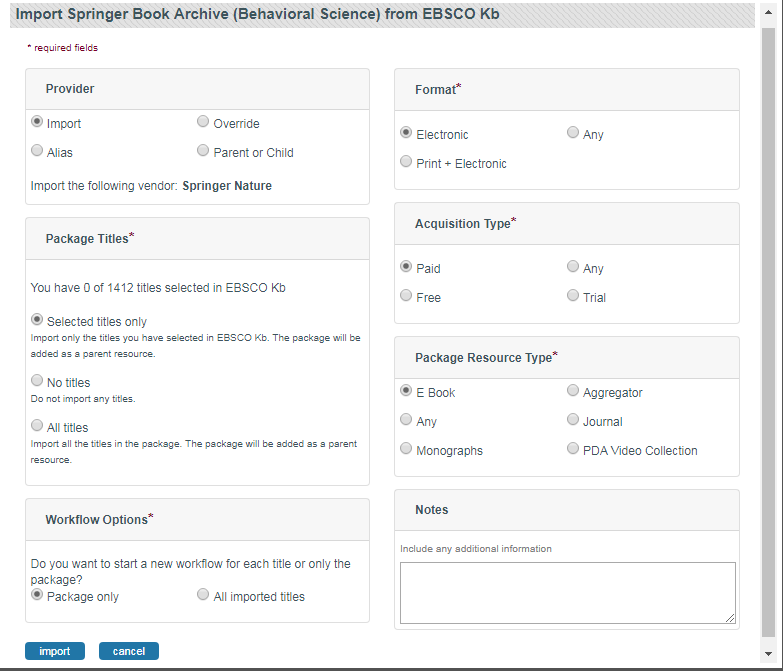 Import Springer Book Archive (Behavioral Science) from EBSCO Kb
* required fields
Provider
Import
Override
Alias
Parent or Child
Import the following vendor: Springer Nature
Package Titles*
You have 0 of 1412 titles selected in EBSCO Kb
Selected titles only
Import only the titles you have selected in EBSCO Kb. The package will be
added as a parent resource.
No titles
Do not import any titles.
All titles
Import all the titles in the package. The package will be added as a parent
resource.
Workflow Options*
Do you want to start a new workflow for each title or only the
package?
Package only
All imported titles
Format*
Electronic
Any
Print + Electronic
Acquisition Type*
Paid
Any
Free
Trial
Package Resource Type*
E Book
Aggregator
Any
Journal
Monographs
PDA Video Collection
Notes
Include any additional information
import
cancel